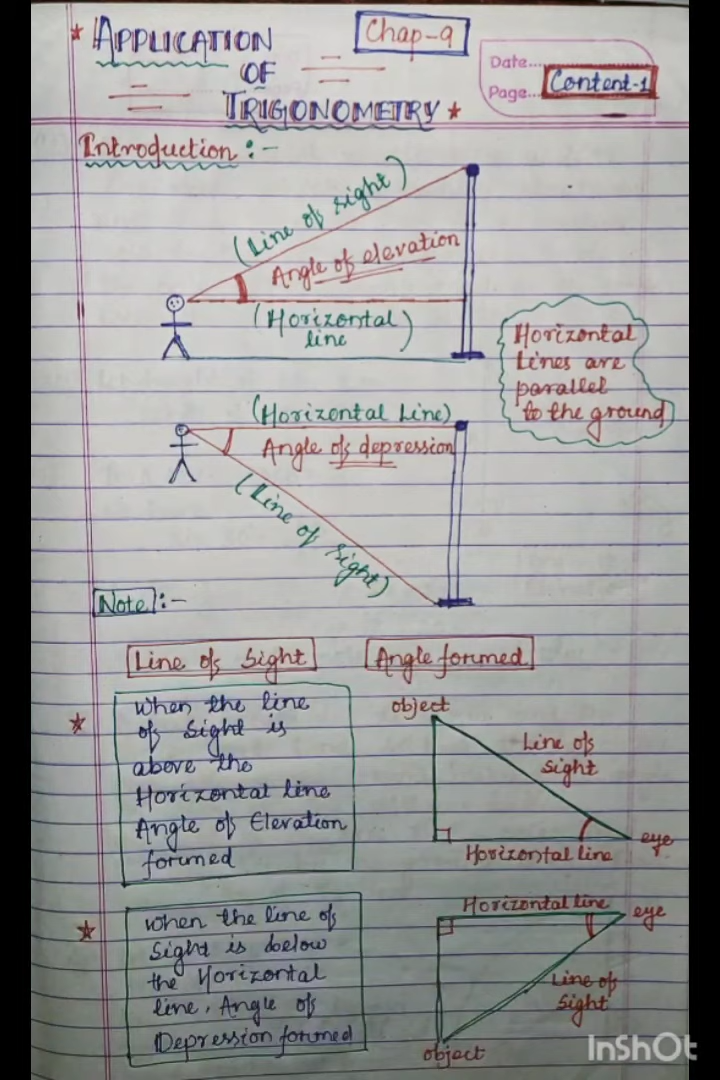 * APPLICATION
OF
TRIGONOMETRY *
Chap-9
Date....
Page... Content-1
Introduction :-
(Line of sight)
Angle of elevation
(Horizontal
line)
Horizontal
Lines are
parallel
to the ground
(Horizontal Line)
Angle of depression
(Line of sight)
Note :-
Line of Sight
Angle formed
* When the line
of sight is
above the
Horizontal line
Angle of Elevation
formed
object
Line of
sight
eye
Horizontal line
* When the line of
Sight is below
the Horizontal
line, Angle of
Depression formed
Horizontal line
eye
Line of
Sight
object
InShOt